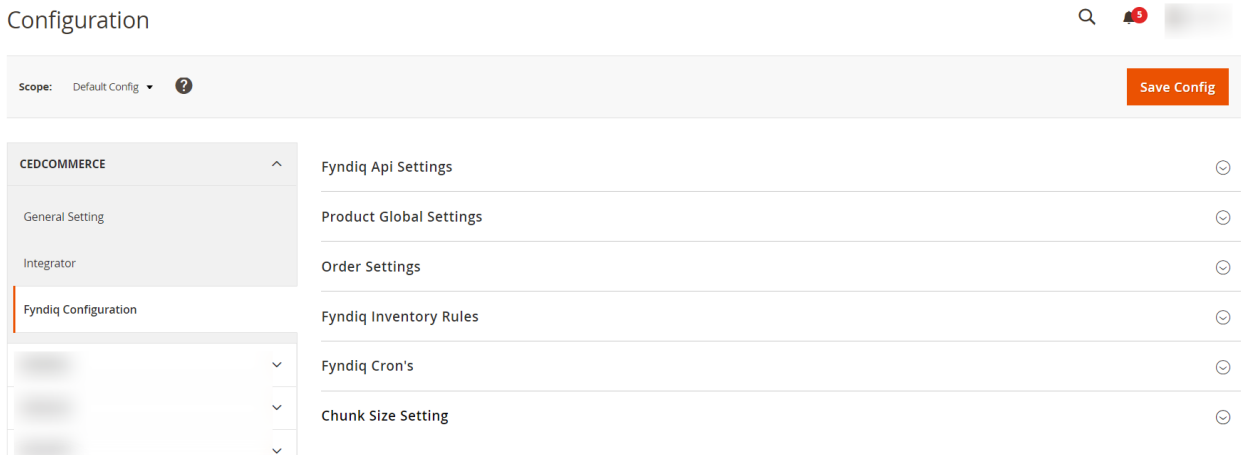 Configuration
5
Scope: Default Config ?
Save Config
CEDCOMMERCE
General Setting
Integrator
Fyndiq Configuration
Fyndiq Api Settings
Product Global Settings
Order Settings
Fyndiq Inventory Rules
Fyndiq Cron's
Chunk Size Setting